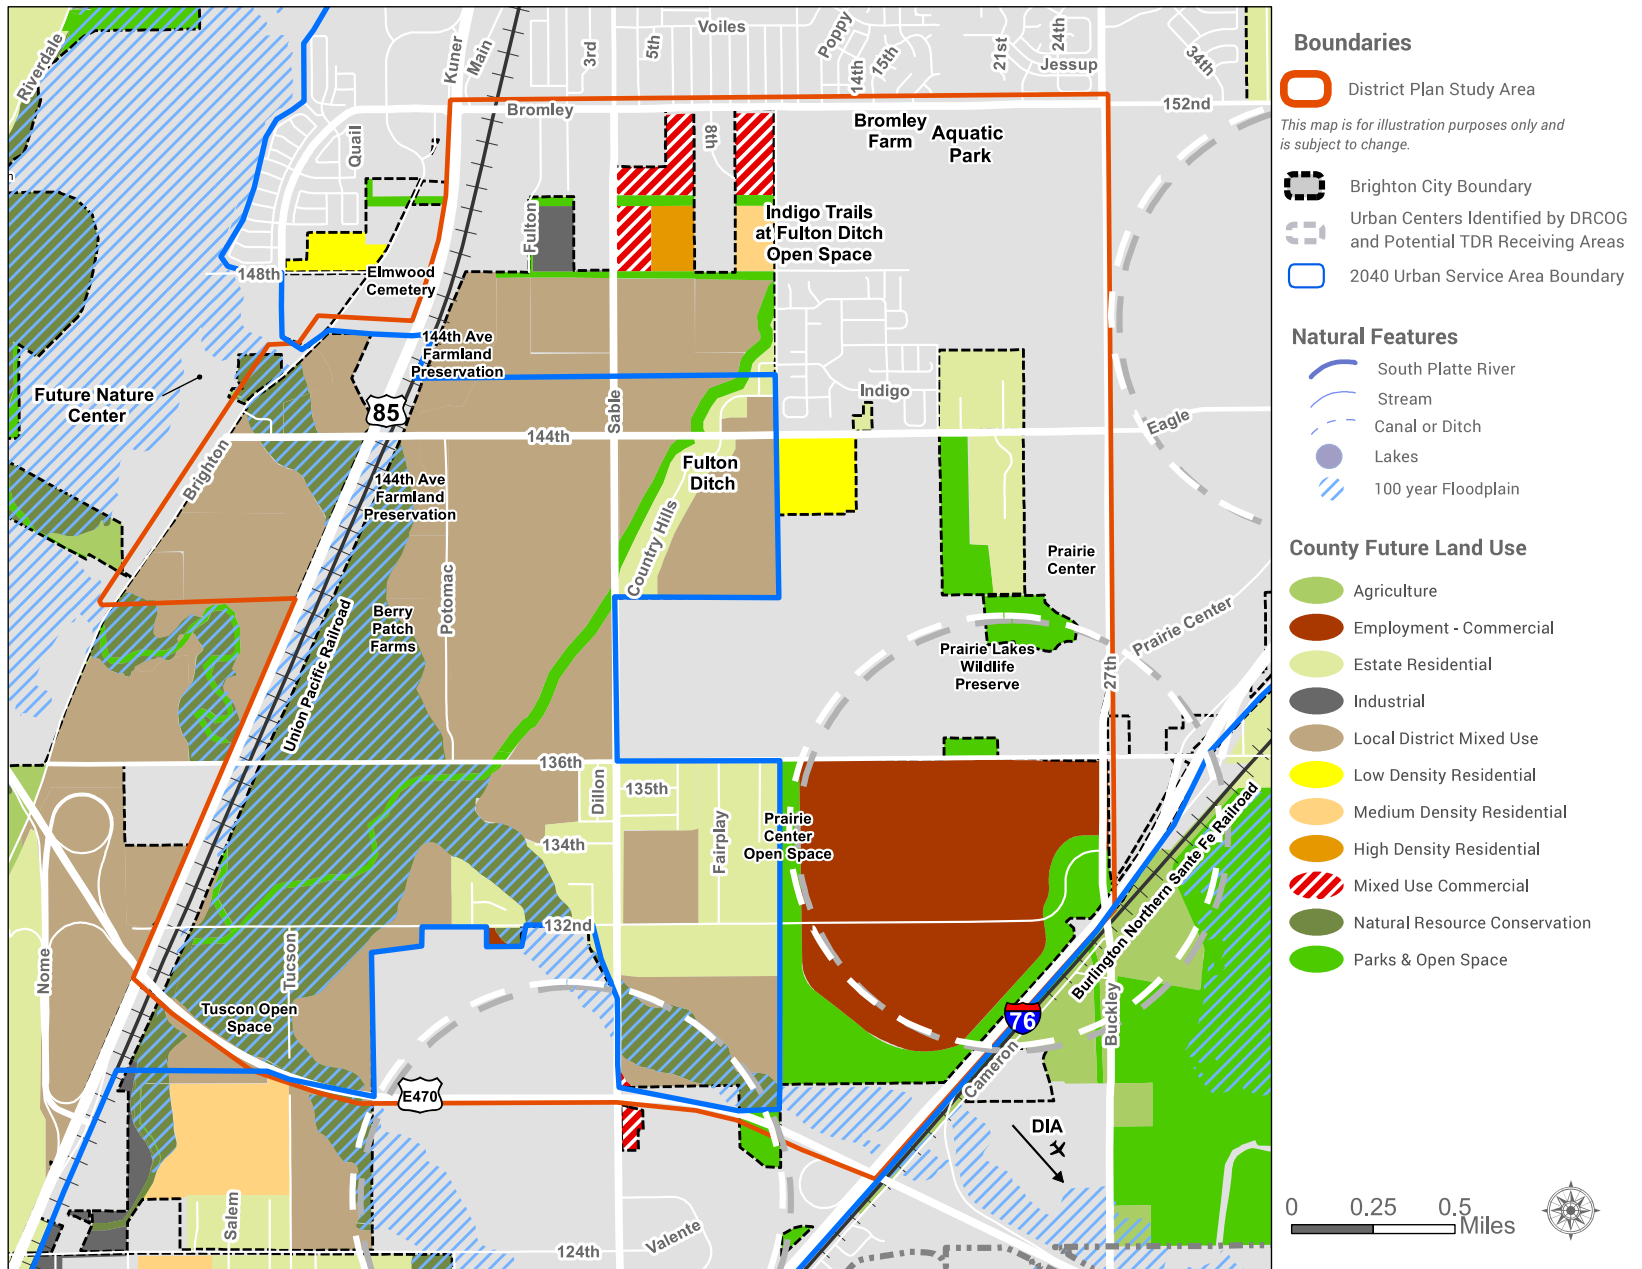 Riverdale
Kuner
Main
3rd
5th
Voiles
Poppy
14th
15th
21st
24th
Jessup
34th
Bromley
152nd
Quail
8th
Bromley
Farm
Aquatic
Park
Fulton
Indigo Trails
at Fulton Ditch
Open Space
148th
Elmwood
Cemetery
144th Ave
Farmland
Preservation
Future Nature
Center
85
Sable
Indigo
Eagle
144th
Brighton
Fulton
Ditch
144th Ave
Farmland
Preservation
Country Hills
Prairie
Center
Potomac
Berry
Patch
Farms
Union Pacific Railroad
Prairie Center
Prairie Lakes
Wildlife
Preserve
27th
136th
Dillon
135th
Fairplay
134th
Prairie
Center
Open Space
132nd
Burlington Northern Sante Fe Railroad
Nome
Tucson
Tuscon Open
Space
76
Buckley
Cameron
E470
DIA
Salem
124th
Valente
Boundaries
District Plan Study Area
This map is for illustration purposes only and
is subject to change.
Brighton City Boundary
Urban Centers Identified by DRCOG
and Potential TDR Receiving Areas
2040 Urban Service Area Boundary
Natural Features
South Platte River
Stream
Canal or Ditch
Lakes
100 year Floodplain
County Future Land Use
Agriculture
Employment - Commercial
Estate Residential
Industrial
Local District Mixed Use
Low Density Residential
Medium Density Residential
High Density Residential
Mixed Use Commercial
Natural Resource Conservation
Parks & Open Space
0 0.25 0.5
Miles